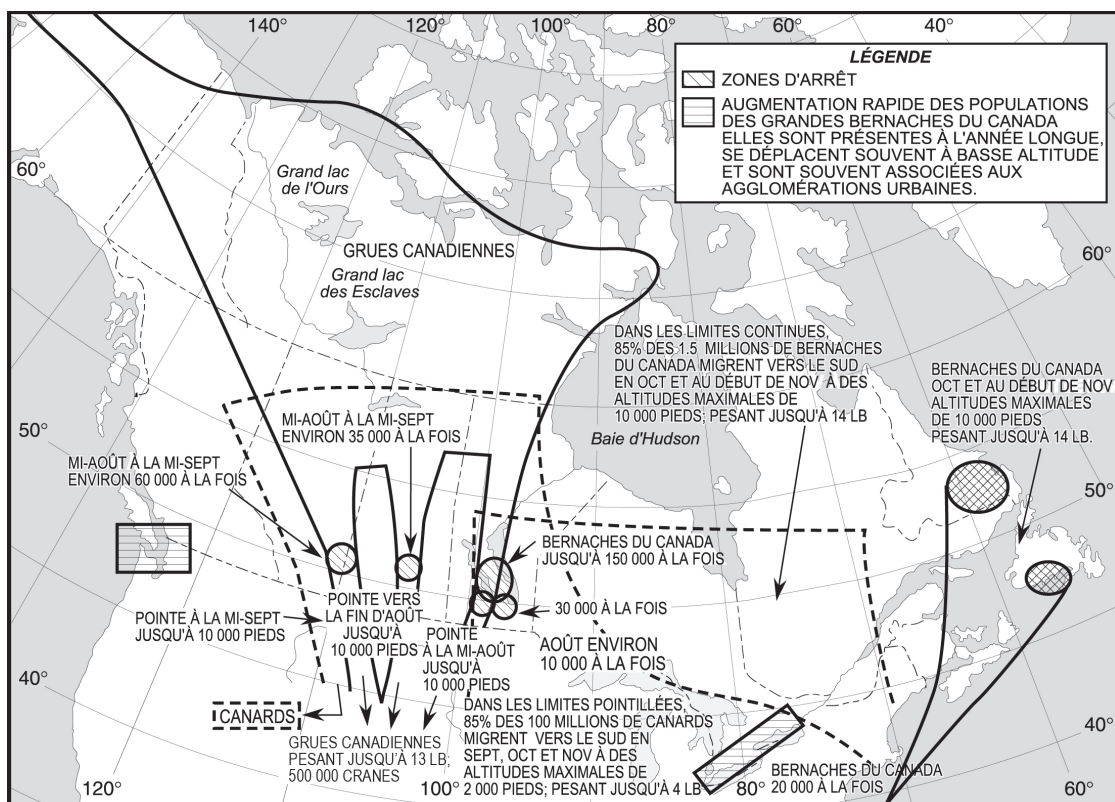 140°
120°
100°
80°
60°
40°
LÉGENDE
ZONES D'ARRÊT
AUGMENTATION RAPIDE DES POPULATIONS
DES GRANDES BERNACHES DU CANADA
ELLES SONT PRÉSENTES À L'ANNÉE LONGUE,
SE DÉPLACENT SOUVENT À BASSE ALTITUDE
ET SONT SOUVENT ASSOCIÉES AUX
AGGLOMÉRATIONS URBAINES.
60°
Grand lac
de l'Ours
GRUES CANADIENNES
Grand lac
des Esclaves
60°
DANS LES LIMITES CONTINUES,
85% DES 1.5 MILLIONS DE BERNACHES
DU CANADA MIGRENT VERS LE SUD
EN OCT ET AU DÉBUT DE NOV À DES
ALTITUDES MAXIMALES DE
10 000 PIEDS; PESANT JUSQU'À 14 LB
BERNACHES DU CANADA
OCT ET AU DÉBUT DE NOV
ALTITUDES MAXIMALES
DE 10 000 PIEDS
PESANT JUSQU'À 14 LB.
MI-AOÛT À LA MI-SEPT
ENVIRON 35 000 À LA FOIS
Baie d'Hudson
50°
MI-AOÛT À LA MI-SEPT
ENVIRON 60 000 À LA FOIS
50°
BERNACHES DU CANADA
JUSQU'À 150 000 À LA FOIS
30 000 À LA FOIS
POINTE À LA MI-SEPT
JUSQU'À 10 000 PIEDS
POINTE VERS
LA FIN D'AOÛT
JUSQU'À
10 000 PIEDS
POINTE
À LA MI-AOÛT
JUSQU'À
10 000 PIEDS
AOÛT ENVIRON
10 000 À LA FOIS
40°
CANARDS
DANS LES LIMITES POINTILLÉES,
85% DES 100 MILLIONS DE CANARDS
MIGRENT VERS LE SUD EN
SEPT, OCT ET NOV À DES
ALTITUDES MAXIMALES DE
2 000 PIEDS; PESANT JUSQU'À 4 LB
40°
GRUES CANADIENNES
PESANT JUSQU'À 13 LB;
500 000 CRANES
BERNACHES DU CANADA
20 000 À LA FOIS
120°
100°
80°
60°